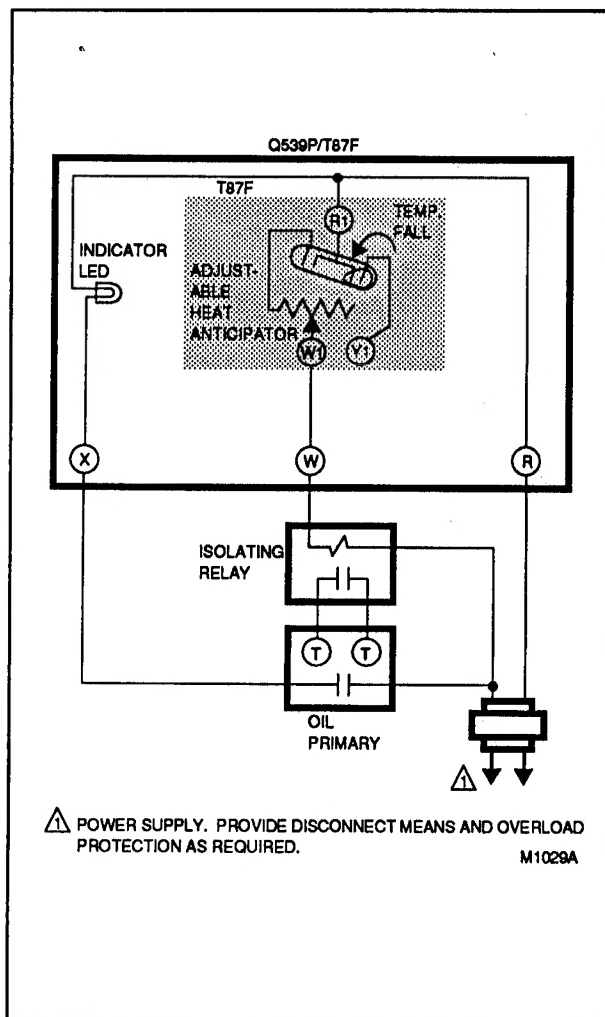 Q539P/T87F
T87F
R1
TEMP.
FALL
INDICATOR
LED
ADJUST-
ABLE
HEAT
ANTICIPATOR
W1
Y1
X
W
R
ISOLATING
RELAY
T
T
OIL
PRIMARY
1
1 POWER SUPPLY. PROVIDE DISCONNECT MEANS AND OVERLOAD
PROTECTION AS REQUIRED.
M1029A